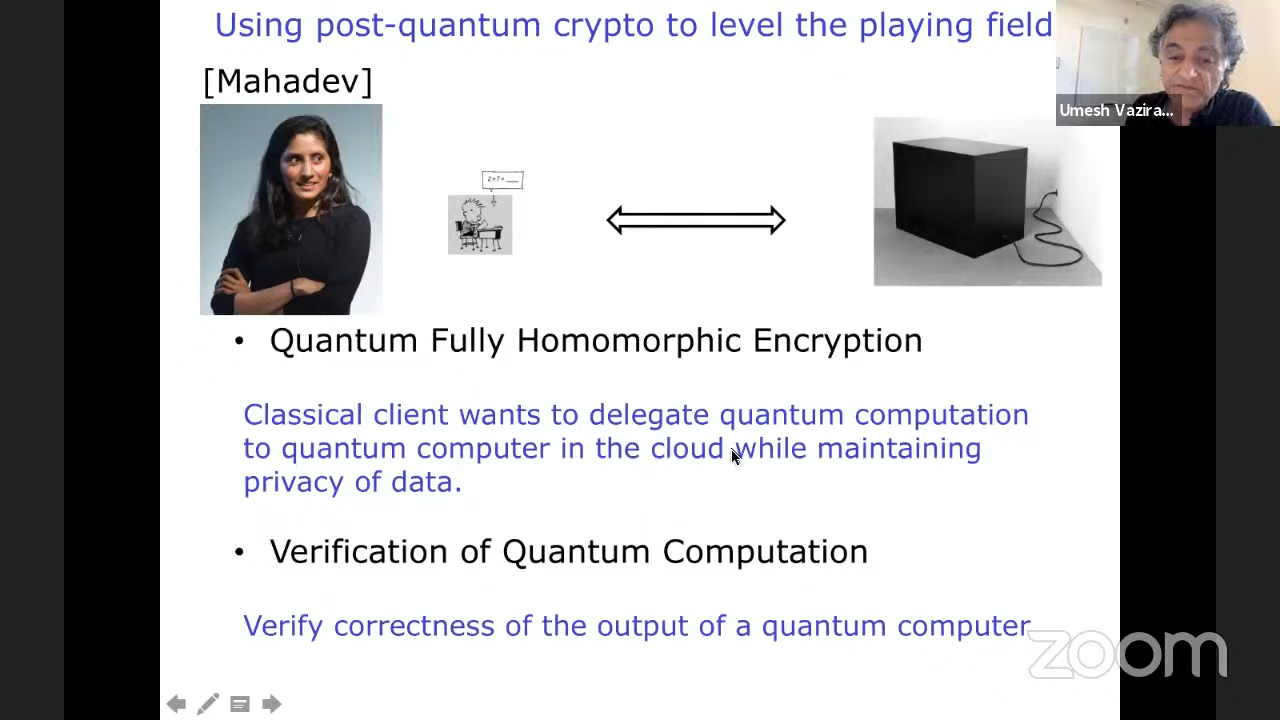 Using post-quantum crypto to level the playing field
Umesh Vazira...
[Mahadev]
• Quantum Fully Homomorphic Encryption
Classical client wants to delegate quantum computation
to quantum computer in the cloud while maintaining
privacy of data.
• Verification of Quantum Computation
Verify correctness of the output of a quantum computer
zoom